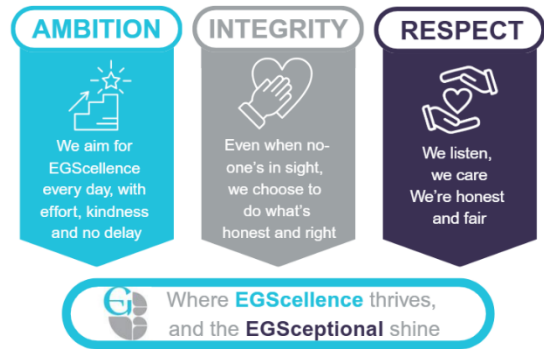 AMBITION
We aim for
EGScellence
every day, with
effort, kindness
and no delay
INTEGRITY
Even when no-
one's in sight,
we choose to
do what's
honest and right
RESPECT
We listen,
we care
We're honest
and fair
G
Where EGScellence thrives,
and the EGSceptional shine